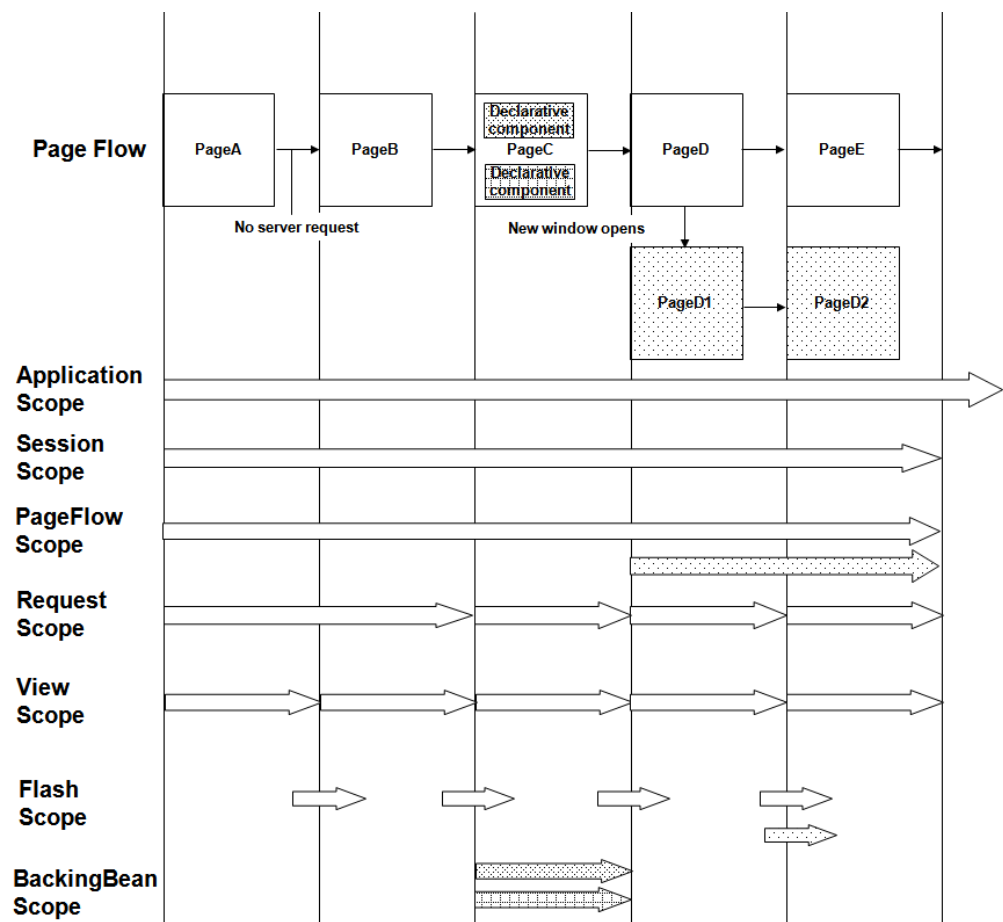 Declarative
component
Page Flow
PageA
PageB
PageC
PageD
PageE
Declarative
component
No server request
New window opens
PageD1
PageD2
Application
Scope
Session
Scope
PageFlow
Scope
Request
Scope
View
Scope
Flash
Scope
BackingBean
Scope